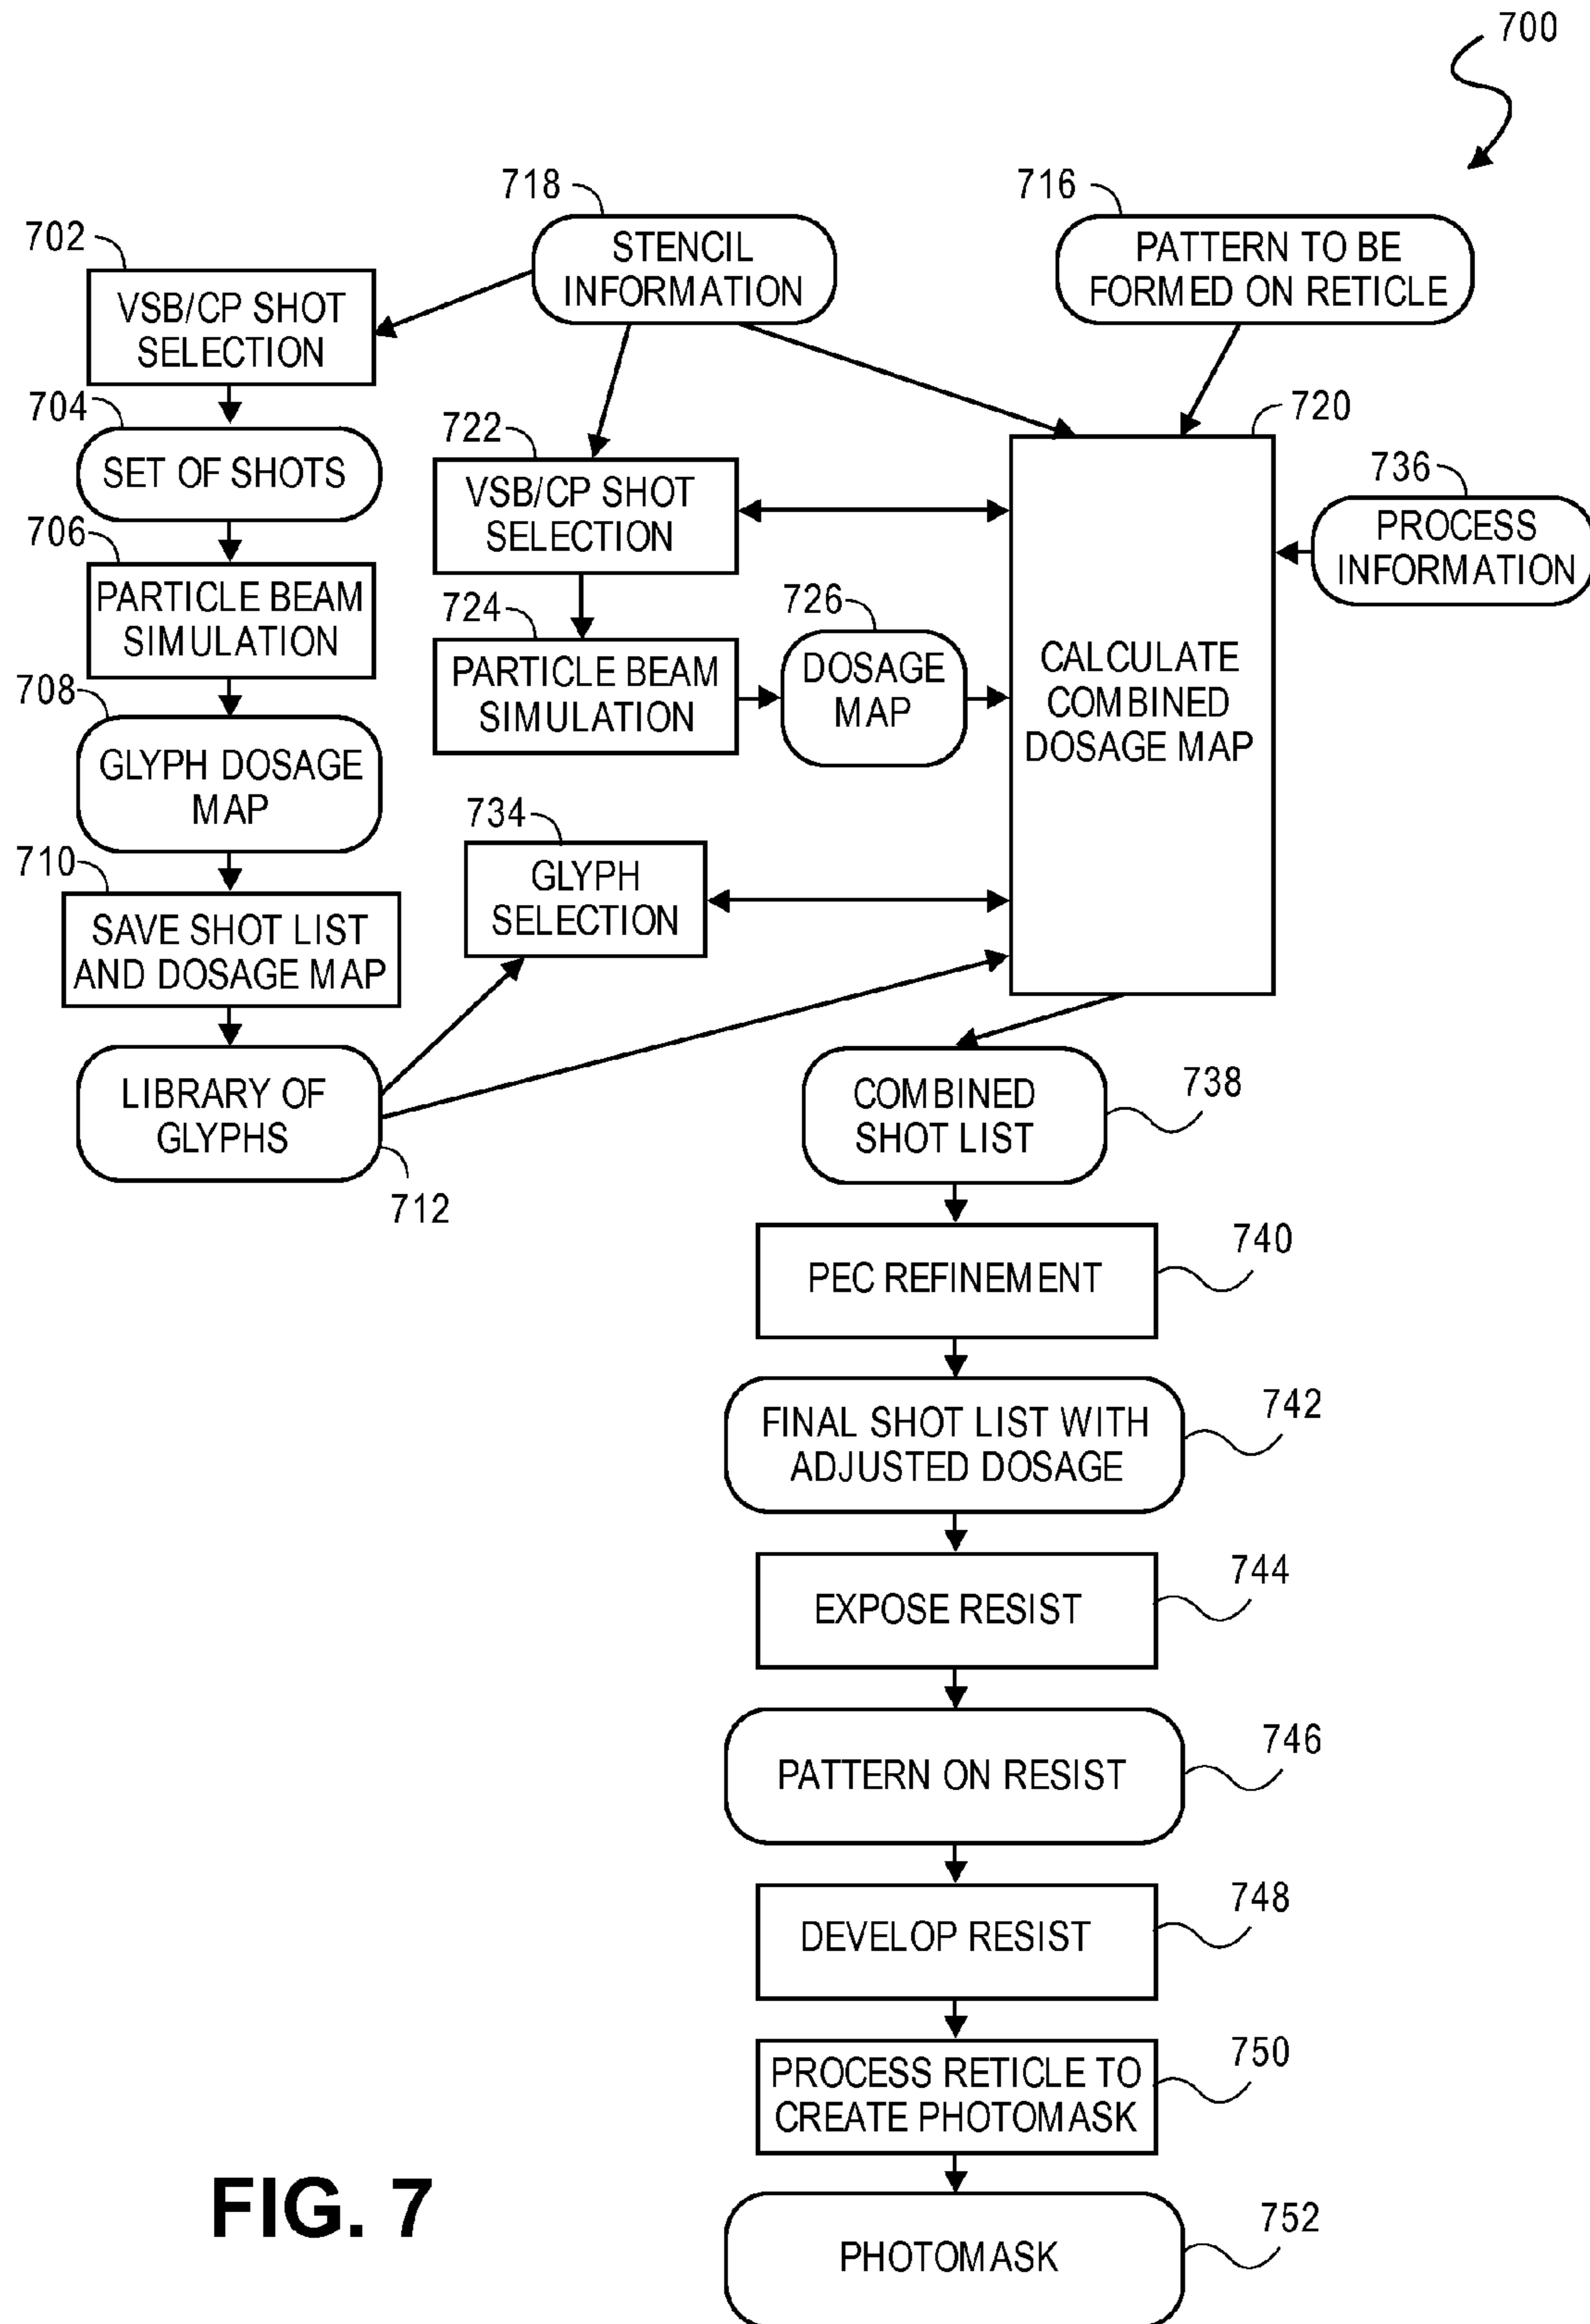 700
718
716
702
STENCIL
INFORMATION
PATTERN TO BE
FORMED ON RETICLE
VSB/CP SHOT
SELECTION
704
722
720
SET OF SHOTS
VSB/CP SHOT
SELECTION
736
PROCESS
INFORMATION
706
PARTICLE BEAM
SIMULATION
724
726
PARTICLE BEAM
SIMULATION
DOSAGE
MAP
CALCULATE
COMBINED
DOSAGE MAP
708
GLYPH DOSAGE
MAP
734
GLYPH
SELECTION
710
SAVE SHOT LIST
AND DOSAGE MAP
LIBRARY OF
GLYPHS
712
COMBINED
SHOT LIST
738
PEC REFINEMENT
740
FINAL SHOT LIST WITH
ADJUSTED DOSAGE
742
EXPOSE RESIST
744
PATTERN ON RESIST
746
DEVELOP RESIST
748
PROCESS RETICLE TO
CREATE PHOTOMASK
750
PHOTOMASK
752
FIG. 7